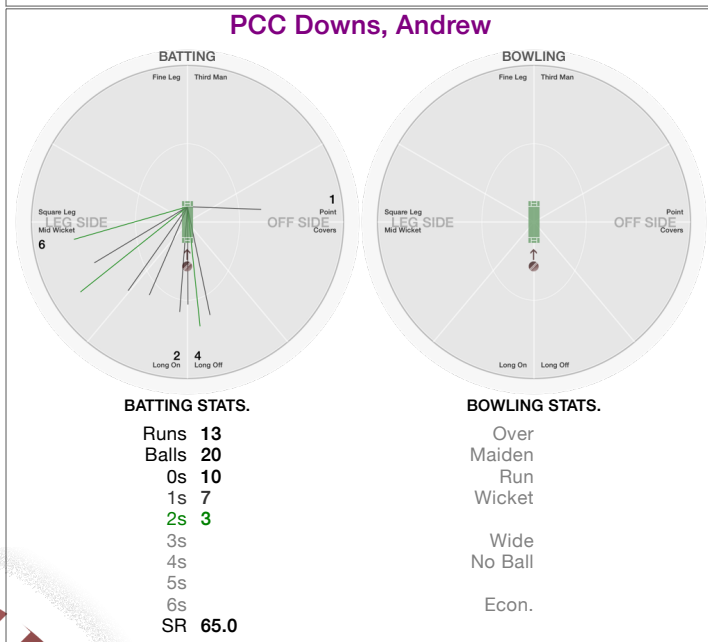 PCC Downs, Andrew
BATTING
Fine Leg Third Man
1
Square Leg
LEG SIDE
Mid Wicket
6
Point
OFF SIDE
Covers
2 4
Long On Long Off
BOWLING
Fine Leg Third Man
Square Leg
LEG SIDE
Mid Wicket
Point
OFF SIDE
Covers
Long On Long Off
BATTING STATS.
Runs 13
Balls 20
0s 10
1s 7
2s 3
3s
4s
5s
6s
SR 65.0
BOWLING STATS.
Over
Maiden
Run
Wicket
Wide
No Ball
Econ.